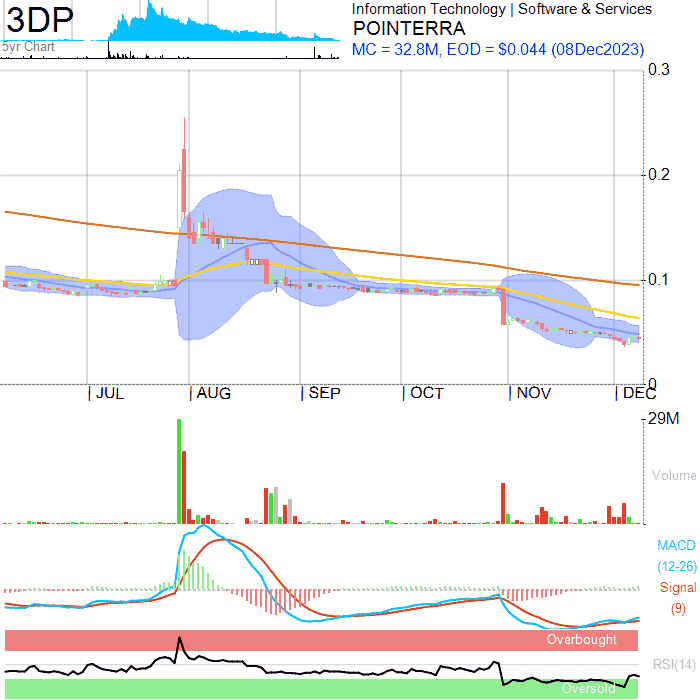 3DP
5yr Chart
Information Technology | Software & Services
POINTERRA
MC = 32.8M, EOD = $0.044 (08Dec2023)
0.3
0.2
0.1
0
JUL AUG SEP OCT NOV DEC
29M
Volume
MACD
(12-26)
Signal
(9)
Overbought
RSI(14)
Oversold